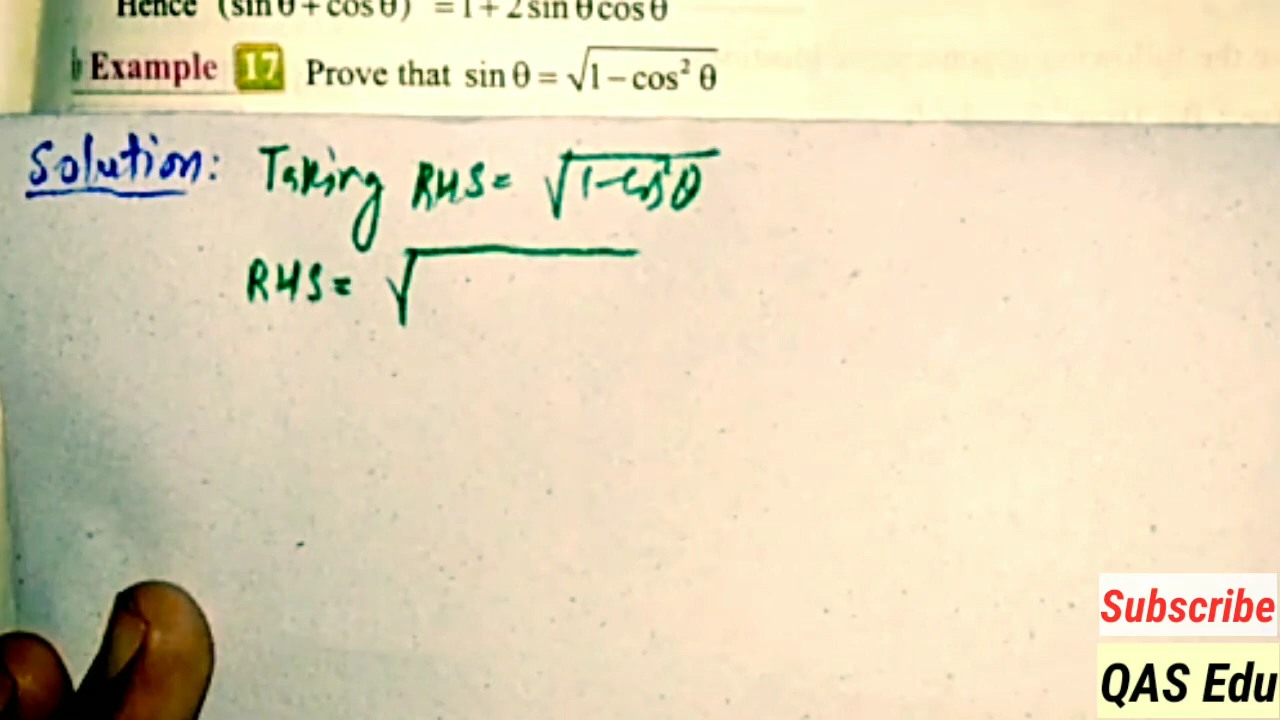 Hence (sin θ + cos θ) = 1 + 2 sin θ cos θ
Example 17 Prove that sin θ = √1 − cos² θ
Solution: Taking RHS = √1-cos²θ
RHS = √
Subscribe
QAS Edu